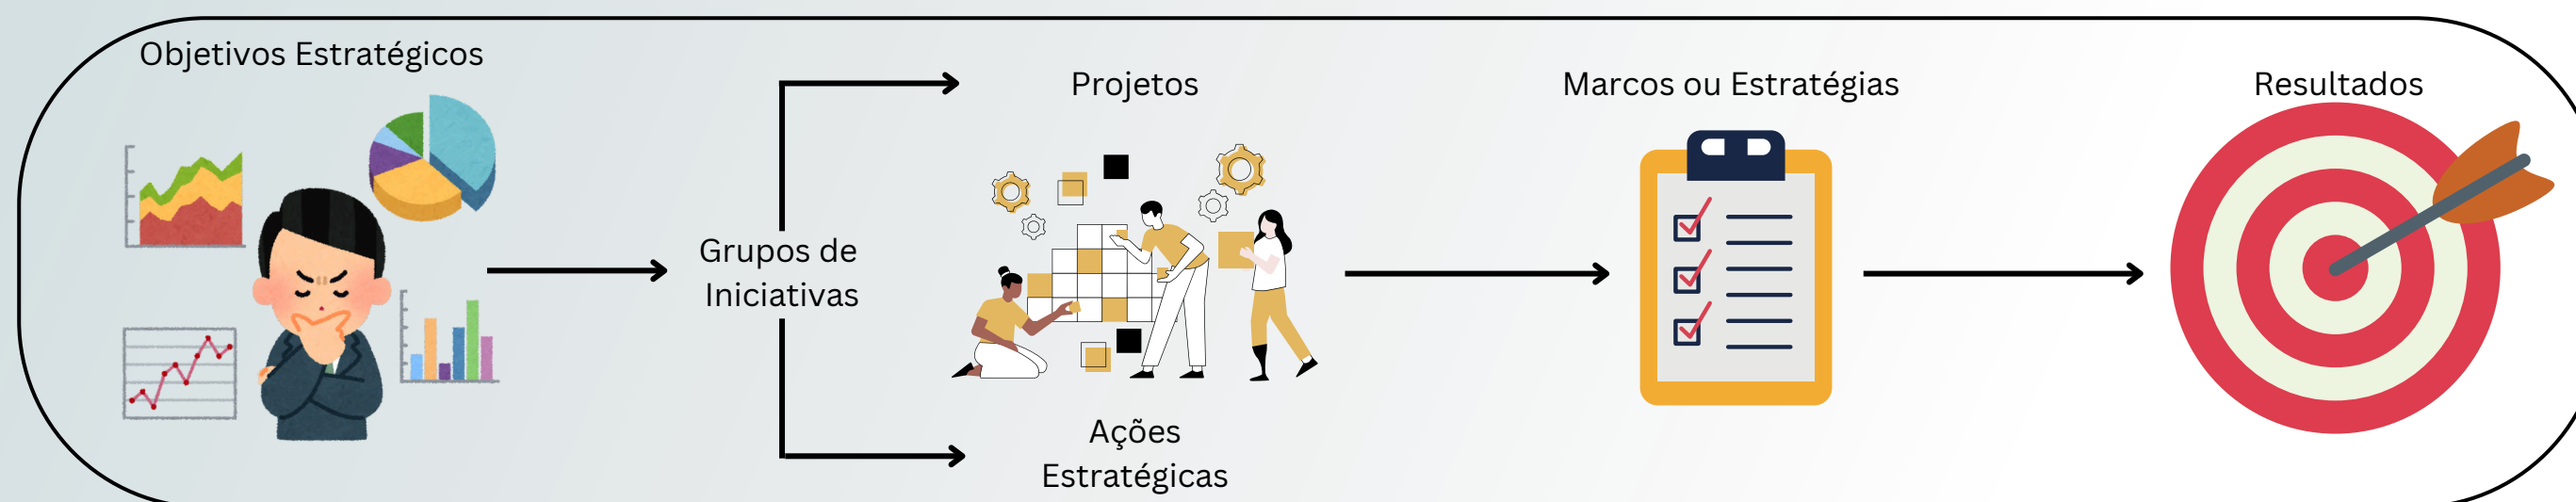 Objetivos Estratégicos
Grupos de
Iniciativas
Projetos
Ações
Estratégicas
Marcos ou Estratégias
Resultados